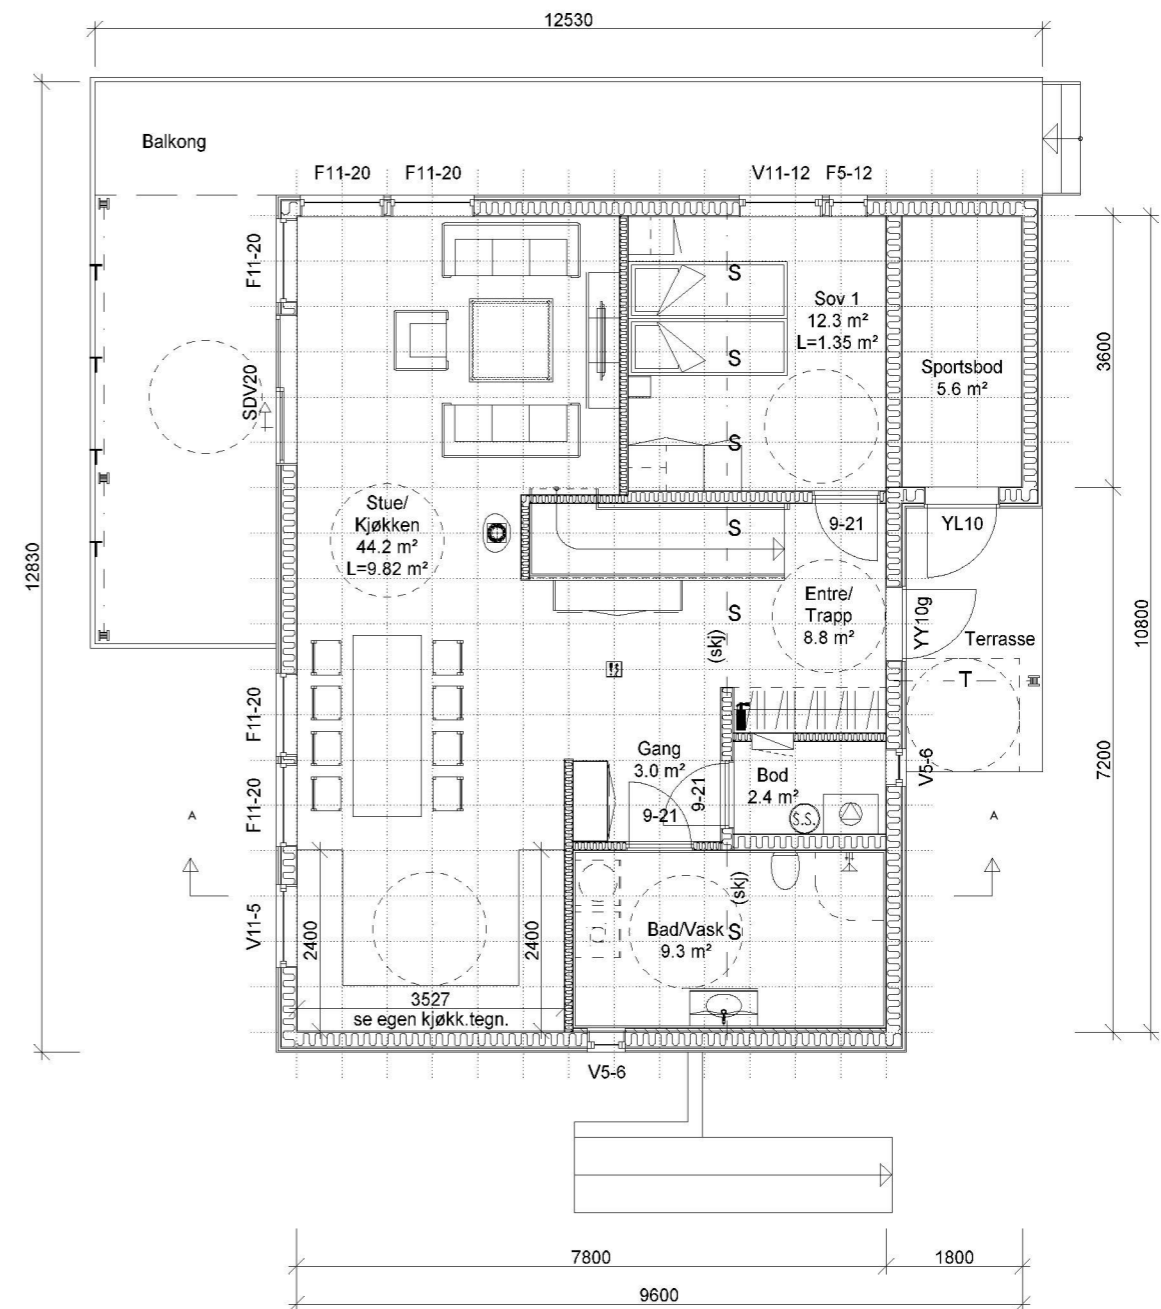 12530
12830
Balkong
F11-20
F11-20
V11-12
F5-12
F11-20
T
T
T
T
SDV20
S
S
S
S
S
S
Sov 1
12.3 m²
L=1.35 m²
Sportsbod
5.6 m²
3600
Stue/
Kjøkken
44.2 m²
L=9.82 m²
9-21
YL10
Entre/
Trapp
8.8 m²
YY10g
Terrasse
T
(skj)
10800
7200
F11-20
F11-20
Gang
3.0 m²
9-21
9-21
Bod
2.4 m²
S.S.
V5-6
A
A
V11-5
2400
2400
(skj)
Bad/Vask
9.3 m²
3527
se egen kjøkk.tegn.
V5-6
7800
1800
9600